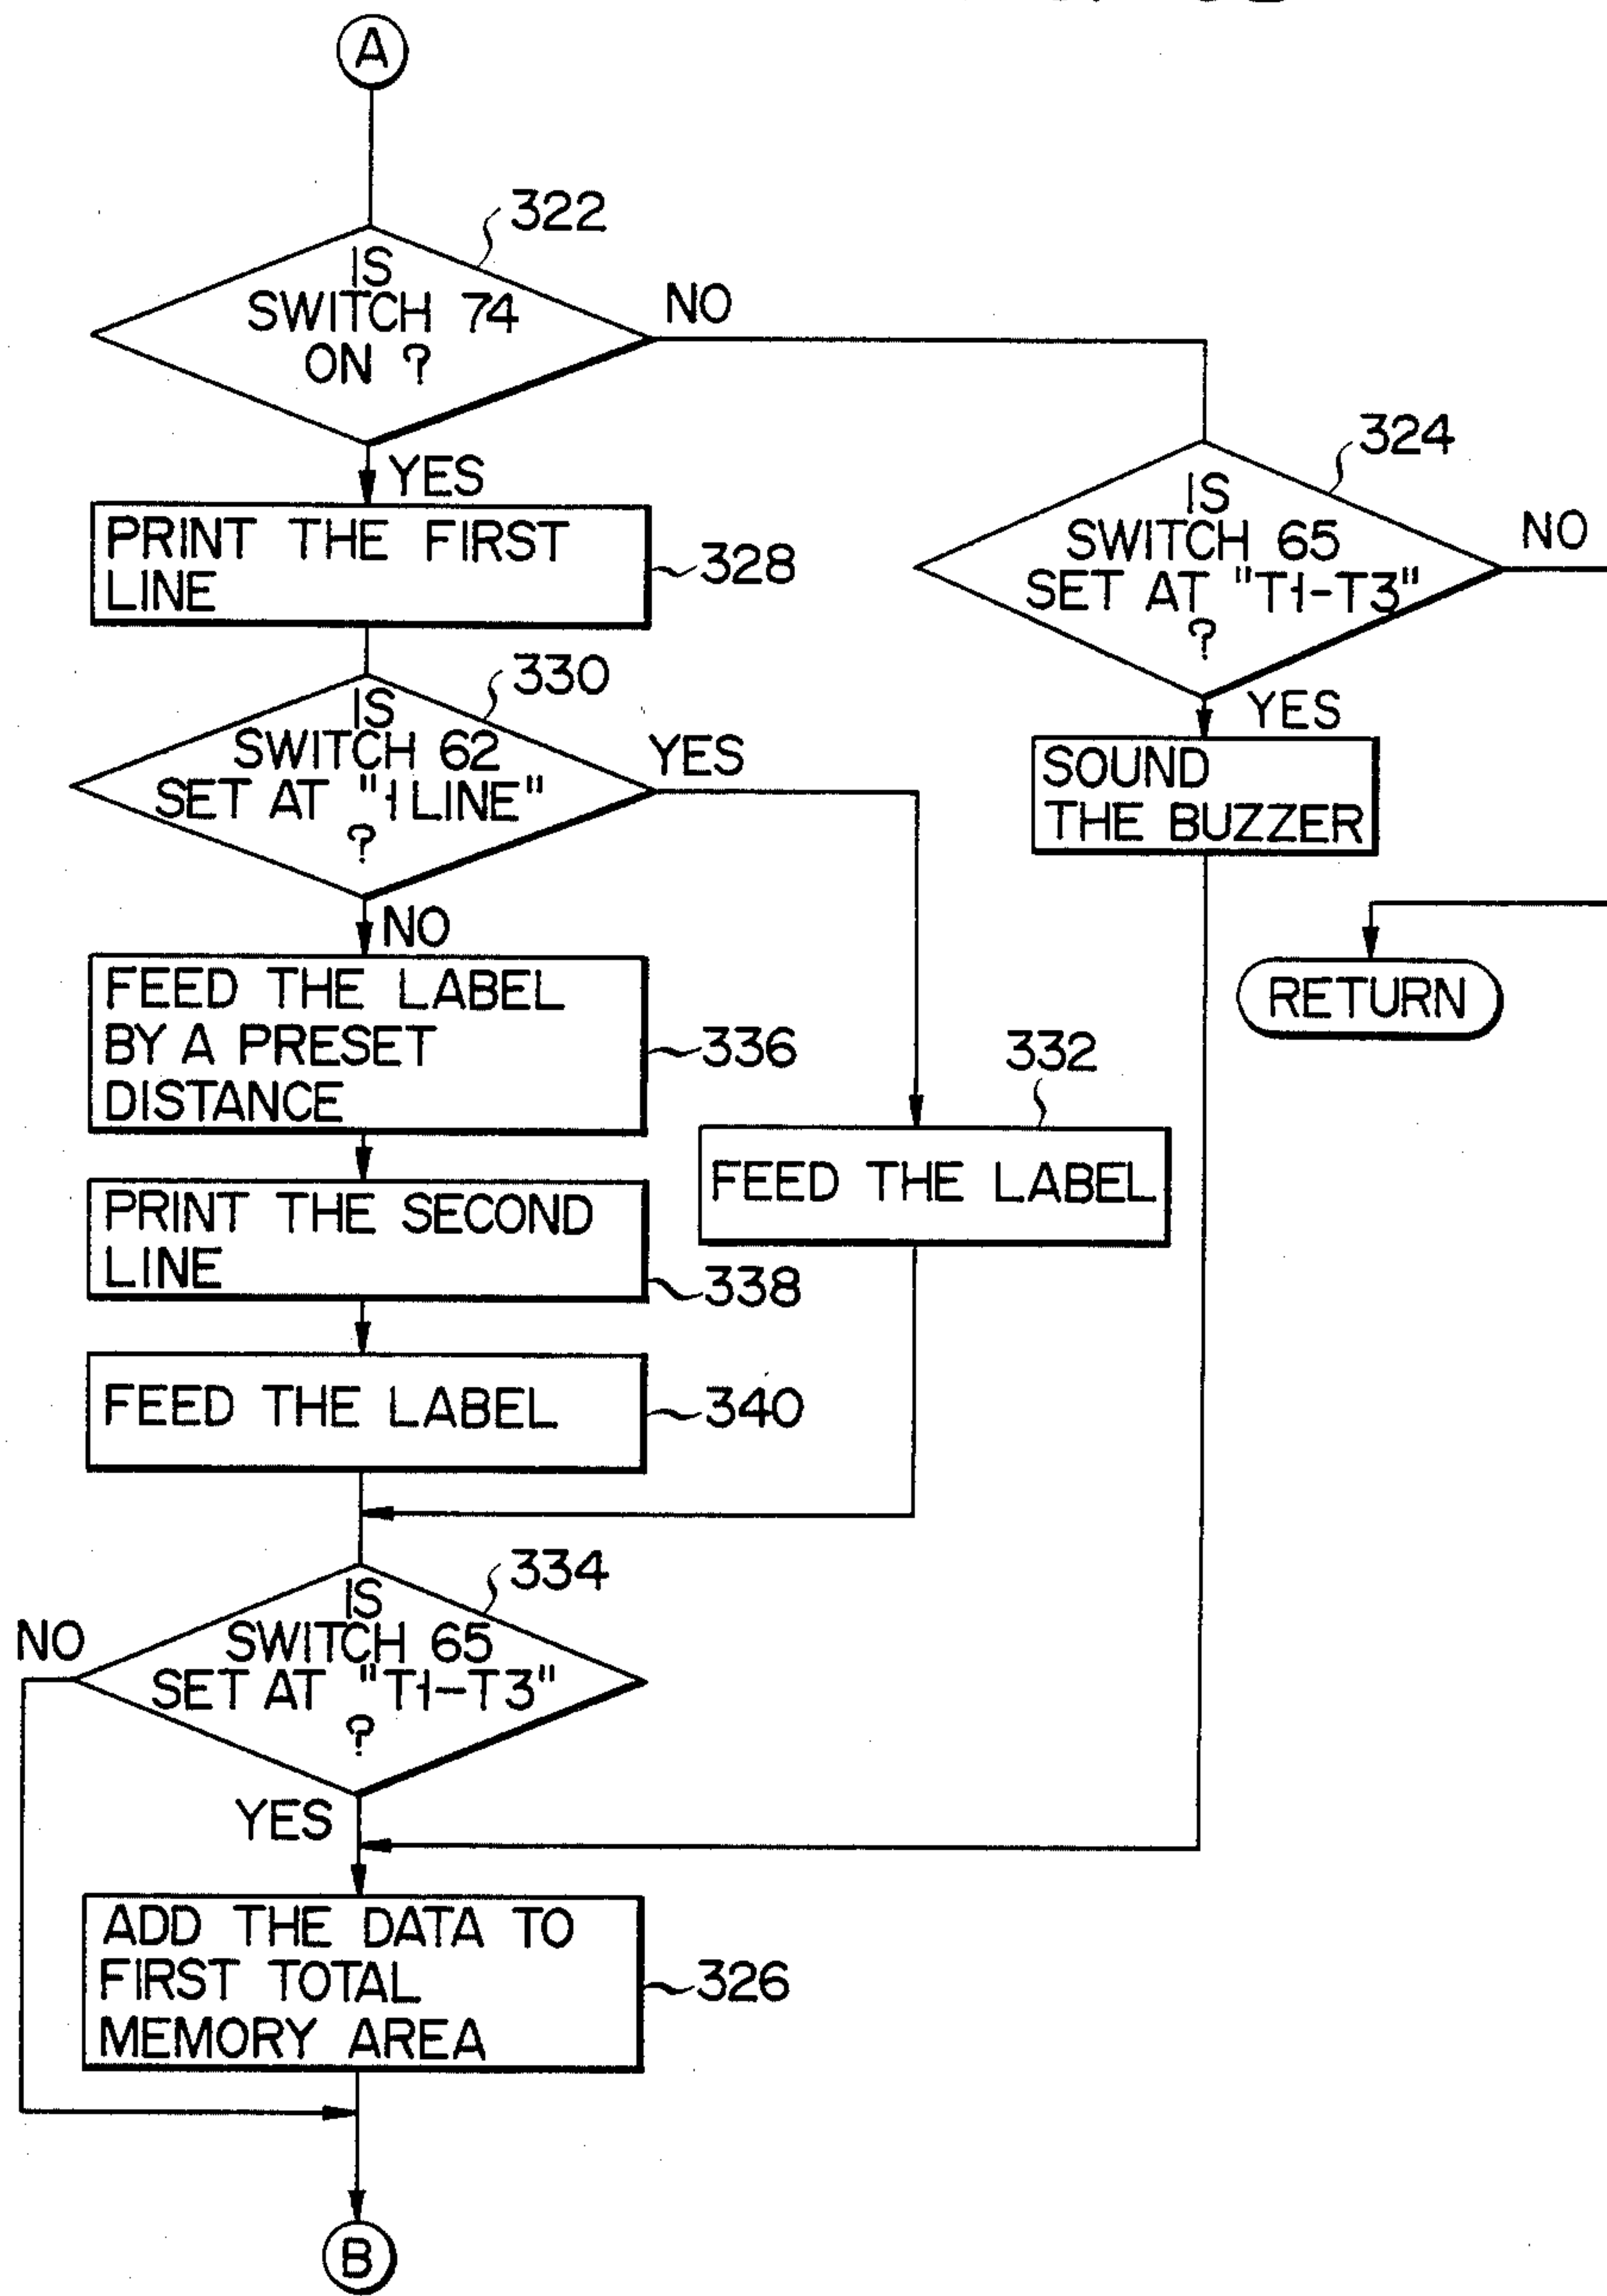 A
322
IS
SWITCH 74
ON ?
NO
YES
324
IS
SWITCH 65
SET AT "T1-T3"
?
NO
YES
PRINT THE FIRST
LINE
328
330
IS
SWITCH 62
SET AT "1 LINE"
?
YES
NO
SOUND
THE BUZZER
RETURN
FEED THE LABEL
BY A PRESET
DISTANCE
336
332
FEED THE LABEL
PRINT THE SECOND
LINE
338
FEED THE LABEL
340
334
IS
SWITCH 65
SET AT "T1-T3"
?
NO
YES
ADD THE DATA TO
FIRST TOTAL
MEMORY AREA
326
B